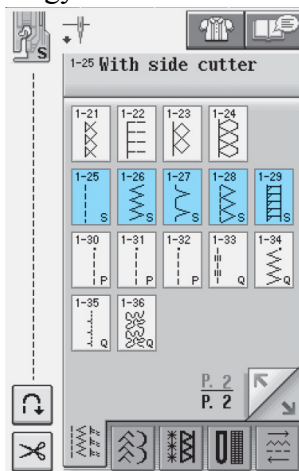 S
1-25 With side cutter
1-21 1-22 1-23 1-24
1-25 S 1-26 S 1-27 S 1-28 S 1-29 S
1-30 P 1-31 P 1-32 P 1-33 Q 1-34 Q
1-35 Q 1-36 Q
P. 2
P. 2